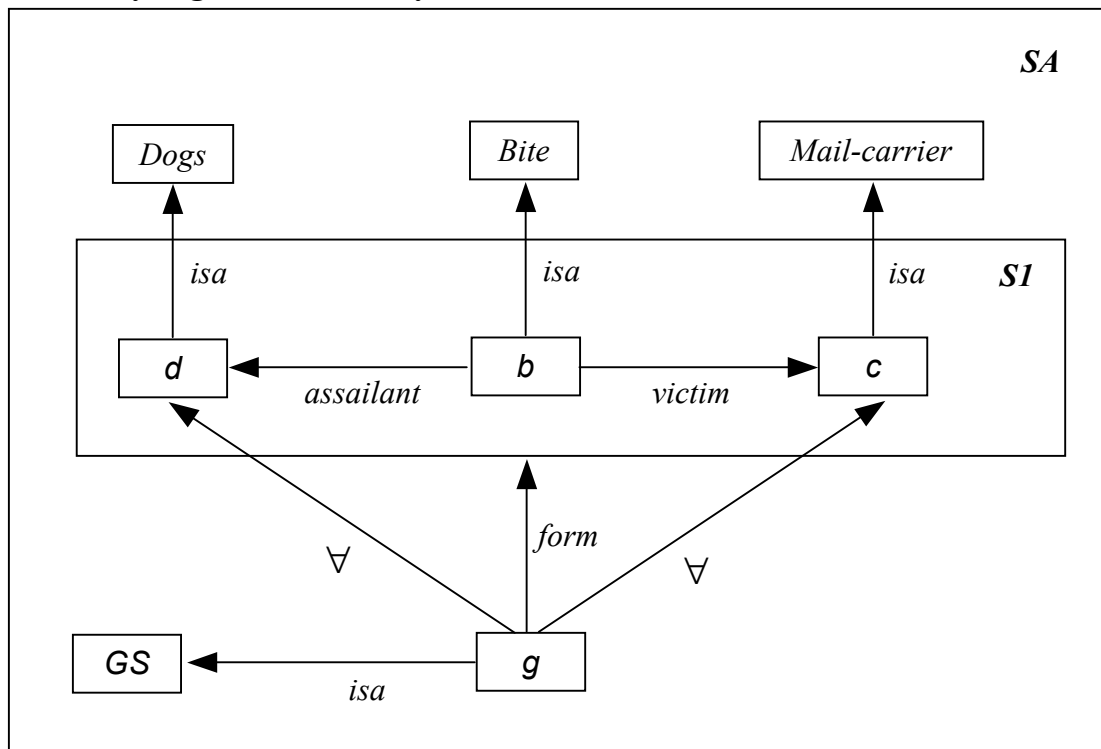 SA
Dogs
Bite
Mail-carrier
isa
isa
isa
S1
d
b
c
assailant
victim
form
∀
∀
GS
g
isa